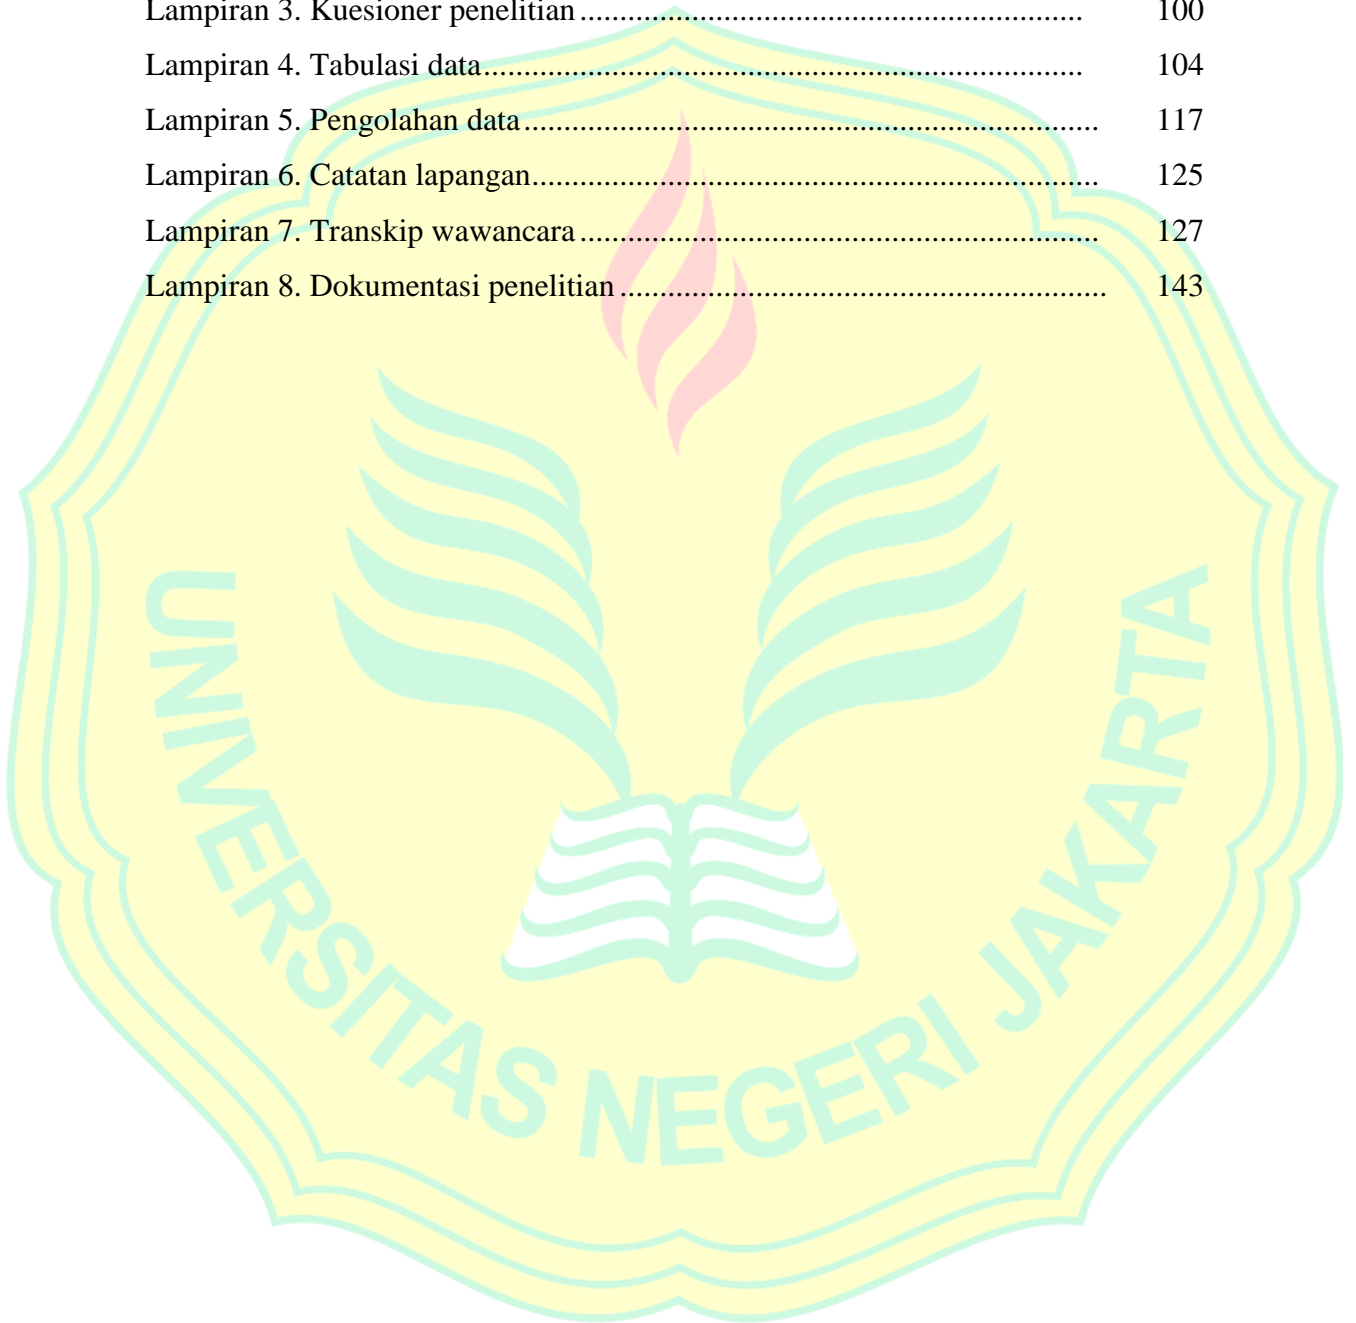 Lampiran 3. Kuesioner penelitian .............................................................. 100
Lampiran 4. Tabulasi data.......................................................................... 104
Lampiran 5. Pengolahan data ....................................................................... 117
Lampiran 6. Catatan lapangan...................................................................... 125
Lampiran 7. Transkip wawancara ................................................................ 127
Lampiran 8. Dokumentasi penelitian ............................................................ 143
UNIVERSITAS NEGERI JAKARTA